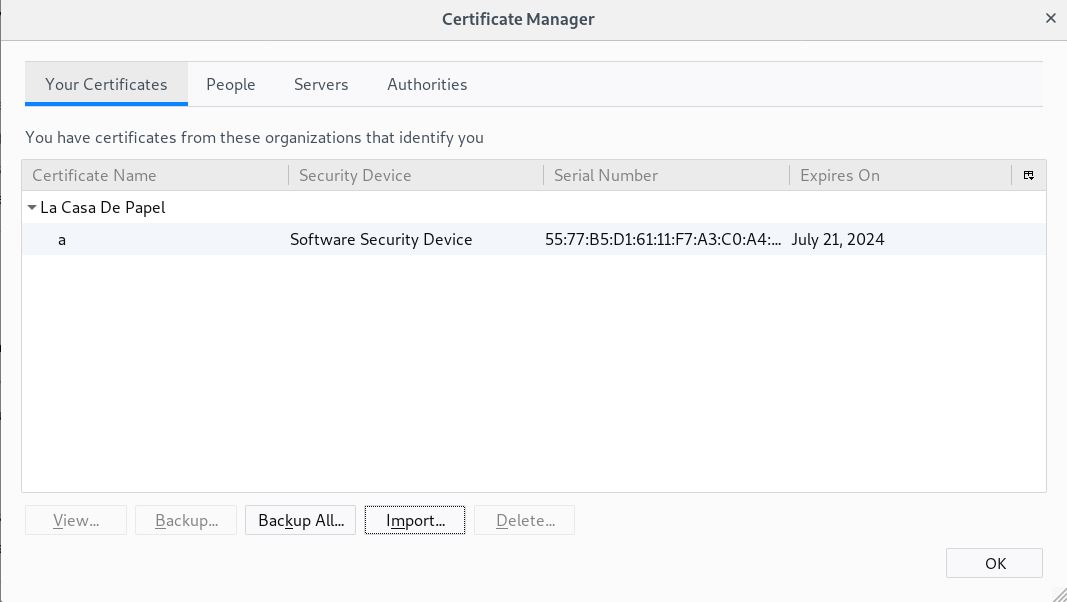 Certificate Manager
Your Certificates People Servers Authorities
You have certificates from these organizations that identify you
Certificate Name Security Device Serial Number Expires On
La Casa De Papel
a Software Security Device 55:77:B5:D1:61:11:F7:A3:C0:A4:... July 21, 2024
View... Backup... Backup All... Import... Delete...
OK